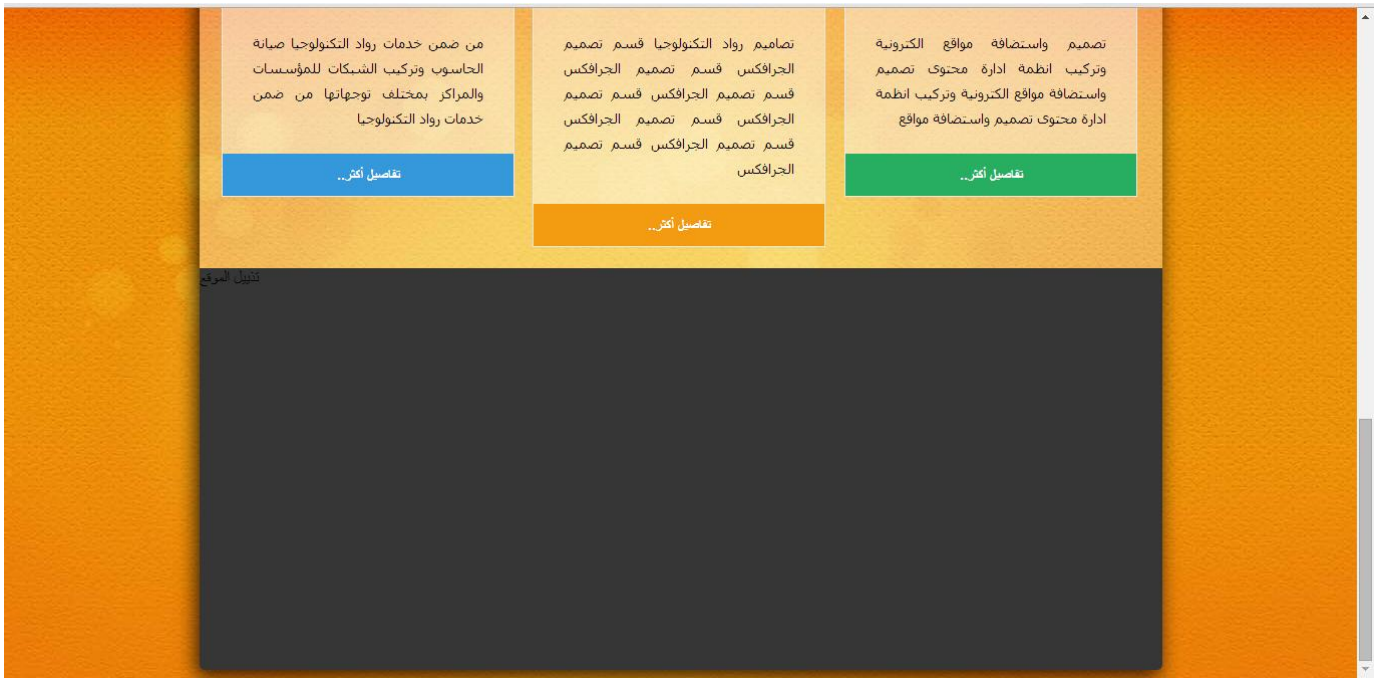 تصميم واستضافة مواقع الكترونية
وتركيب انظمة ادارة محتوى تصميم
واستضافة مواقع الكترونية وتركيب انظمة
ادارة محتوى تصميم واستضافة مواقع
تفاصيل أكثر..
تصاميم رواد التكنولوجيا قسم تصميم
الجرافكس قسم تصميم الجرافكس
قسم تصميم الجرافكس قسم تصميم
الجرافكس قسم تصميم الجرافكس
قسم تصميم الجرافكس قسم تصميم
الجرافكس
تفاصيل أكثر..
من ضمن خدمات رواد التكنولوجيا صيانة
الحاسوب وتركيب الشبكات للمؤسسات
والمراكز بمختلف توجهاتها من ضمن
خدمات رواد التكنولوجيا
تفاصيل أكثر..
تذييل الموقع